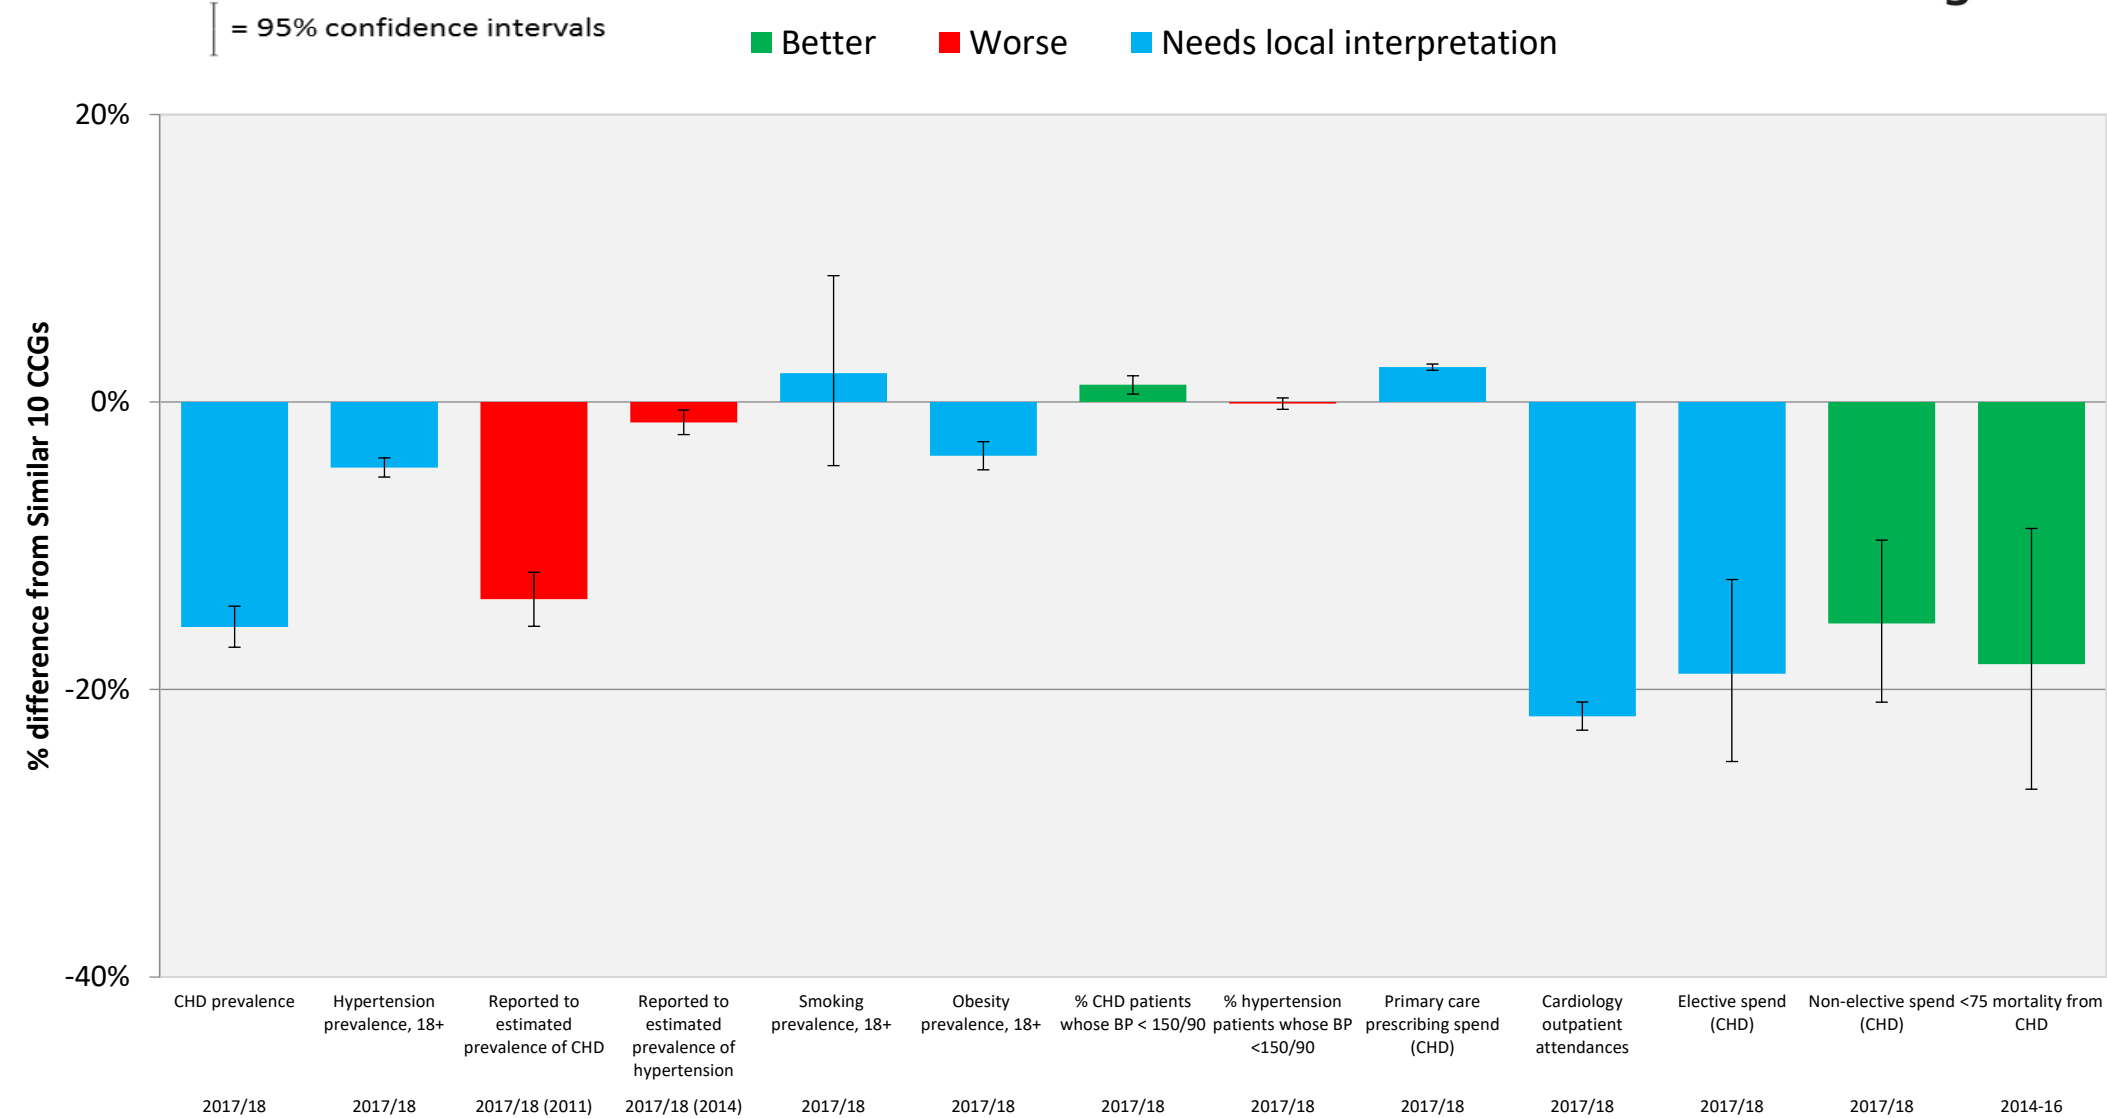 = 95% confidence intervals
Better Worse Needs local interpretation
20%
0%
-20%
-40%
% difference from Similar 10 CCGs
CHD prevalence
2017/18
Hypertension
prevalence, 18+
2017/18
Reported to
estimated
prevalence of CHD
2017/18 (2011)
Reported to
estimated
prevalence of
hypertension
2017/18 (2014)
Smoking
prevalence, 18+
2017/18
Obesity
prevalence, 18+
2017/18
% CHD patients
whose BP < 150/90
2017/18
% hypertension
patients whose BP
<150/90
2017/18
Primary care
prescribing spend
(CHD)
2017/18
Cardiology
outpatient
attendances
2017/18
Elective spend
(CHD)
2017/18
Non-elective spend
(CHD)
2017/18
<75 mortality from
CHD
2014-16